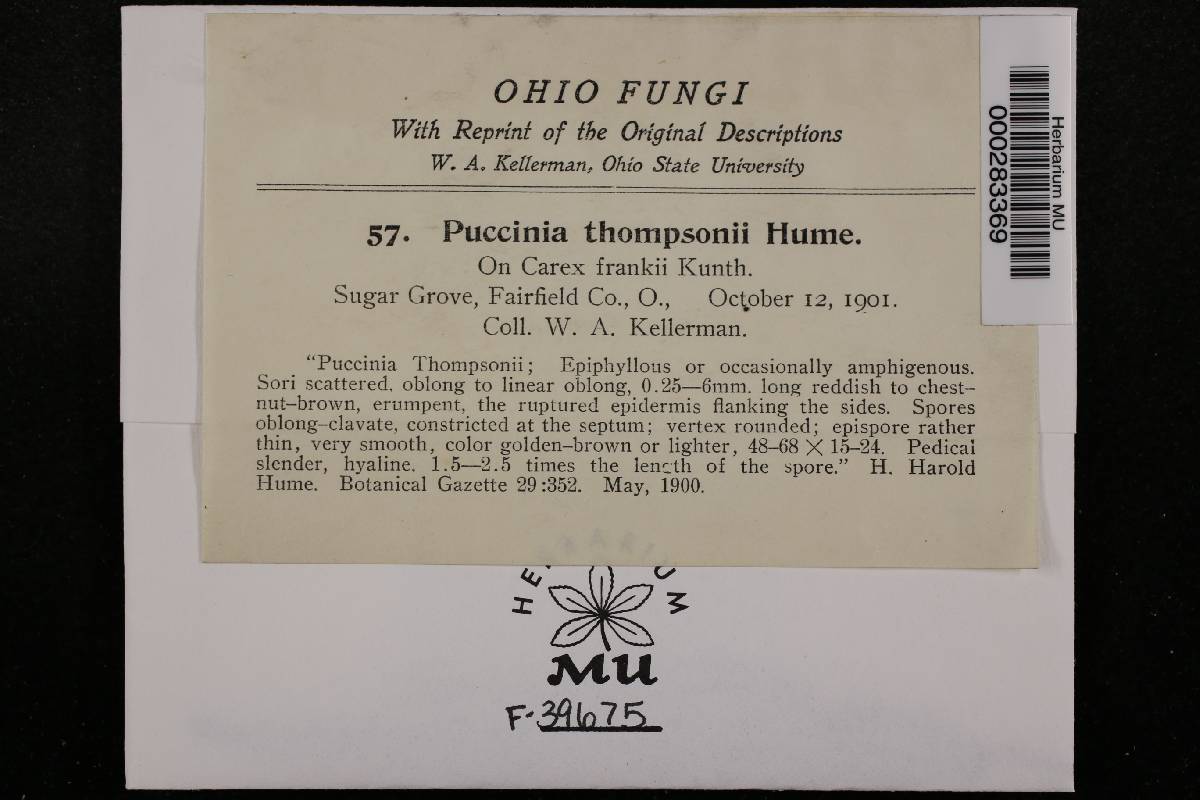 OHIO FUNGI
With Reprint of the Original Descriptions
W. A. Kellerman, Ohio State University
57. Puccinia thompsonii Hume.
On Carex frankii Kunth.
Sugar Grove, Fairfield Co., O., October 12, 1901.
Coll. W. A. Kellerman.
“Puccinia Thompsonii; Epiphyllous or occasionally amphigenous.
Sori scattered, oblong to linear oblong, 0.25—6mm. long reddish to chest-
nut-brown, erumpent, the ruptured epidermis flanking the sides. Spores
oblong-clavate, constricted at the septum; vertex rounded; epispore rather
thin, very smooth, color golden-brown or lighter, 48-68 × 15-24. Pedical
slender, hyaline. 1.5—2.5 times the length of the spore.” H. Harold
Hume. Botanical Gazette 29:352. May, 1900.
Herbarium MU
000283369
MU
F-39675